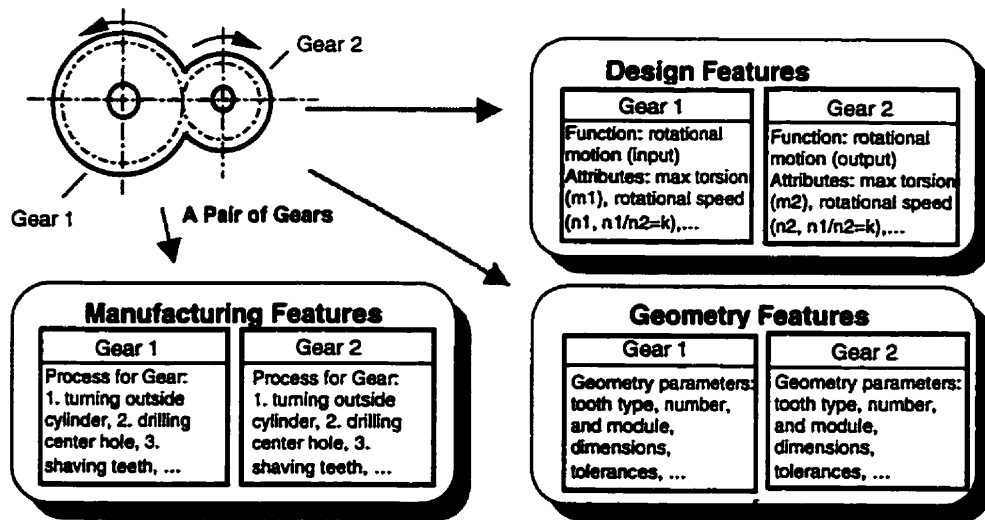 Gear 2
Gear 1
A Pair of Gears
Design Features
Gear 1
Function: rotational
motion (input)
Attributes: max torsion
(m1), rotational speed
(n1, n1/n2=k),...
Gear 2
Function: rotational
motion (output)
Attributes: max torsion
(m2), rotational speed
(n2, n1/n2=k),...
Manufacturing Features
Gear 1
Process for Gear:
1. turning outside
cylinder, 2. drilling
center hole, 3.
shaving teeth, ...
Gear 2
Process for Gear:
1. turning outside
cylinder, 2. drilling
center hole, 3.
shaving teeth, ...
Geometry Features
Gear 1
Geometry parameters:
tooth type, number,
and module,
dimensions,
tolerances, ...
Gear 2
Geometry parameters:
tooth type, number,
and module,
dimensions,
tolerances, ...